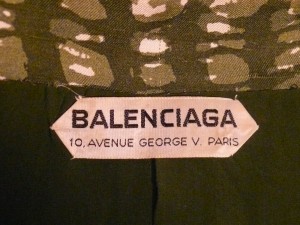 BALENCIAGA
10, AVENUE GEORGE V. PARIS